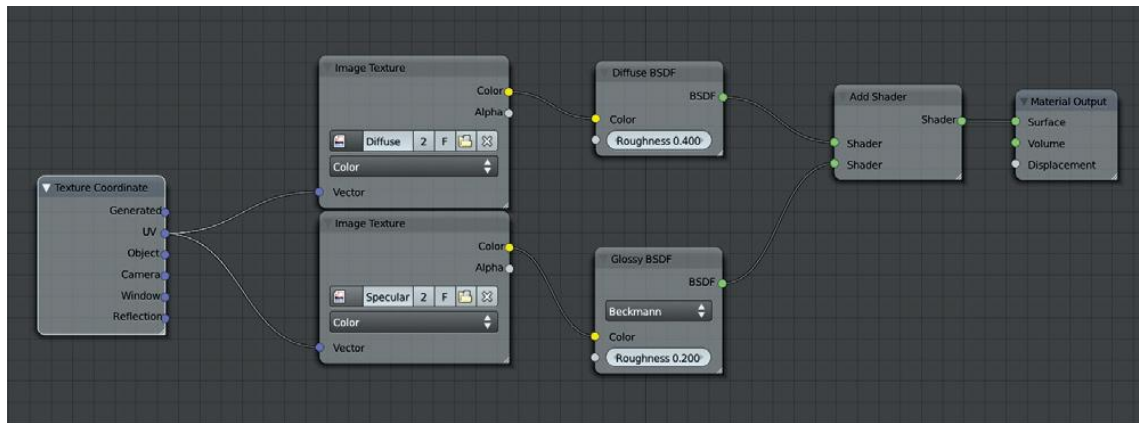 Texture Coordinate
Generated
UV
Object
Camera
Window
Reflection
Image Texture
Color
Alpha
Diffuse 2 F
Color
Vector
Image Texture
Color
Alpha
Specular 2 F
Color
Vector
Diffuse BSDF
BSDF
Color
Roughness 0.400
Glossy BSDF
BSDF
Beckmann
Color
Roughness 0.200
Add Shader
Shader
Shader
Shader
Material Output
Surface
Volume
Displacement